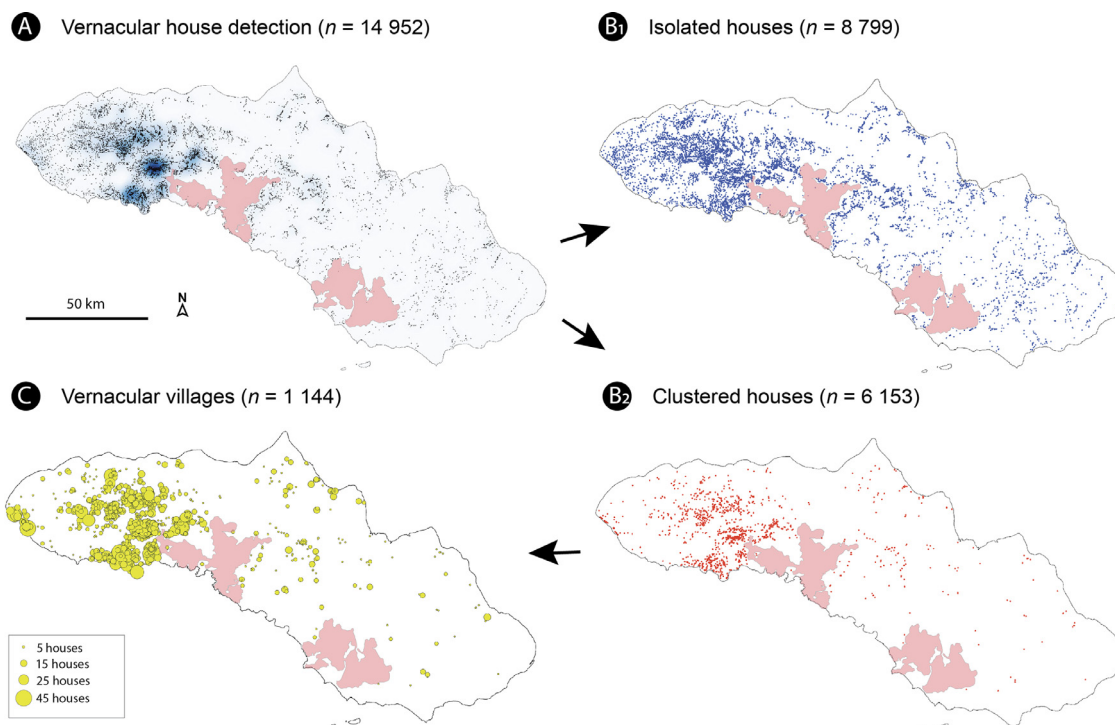 A Vernacular house detection (n = 14 952)
B1 Isolated houses (n = 8 799)
50 km
N
C Vernacular villages (n = 1 144)
B2 Clustered houses (n = 6 153)
5 houses
15 houses
25 houses
45 houses